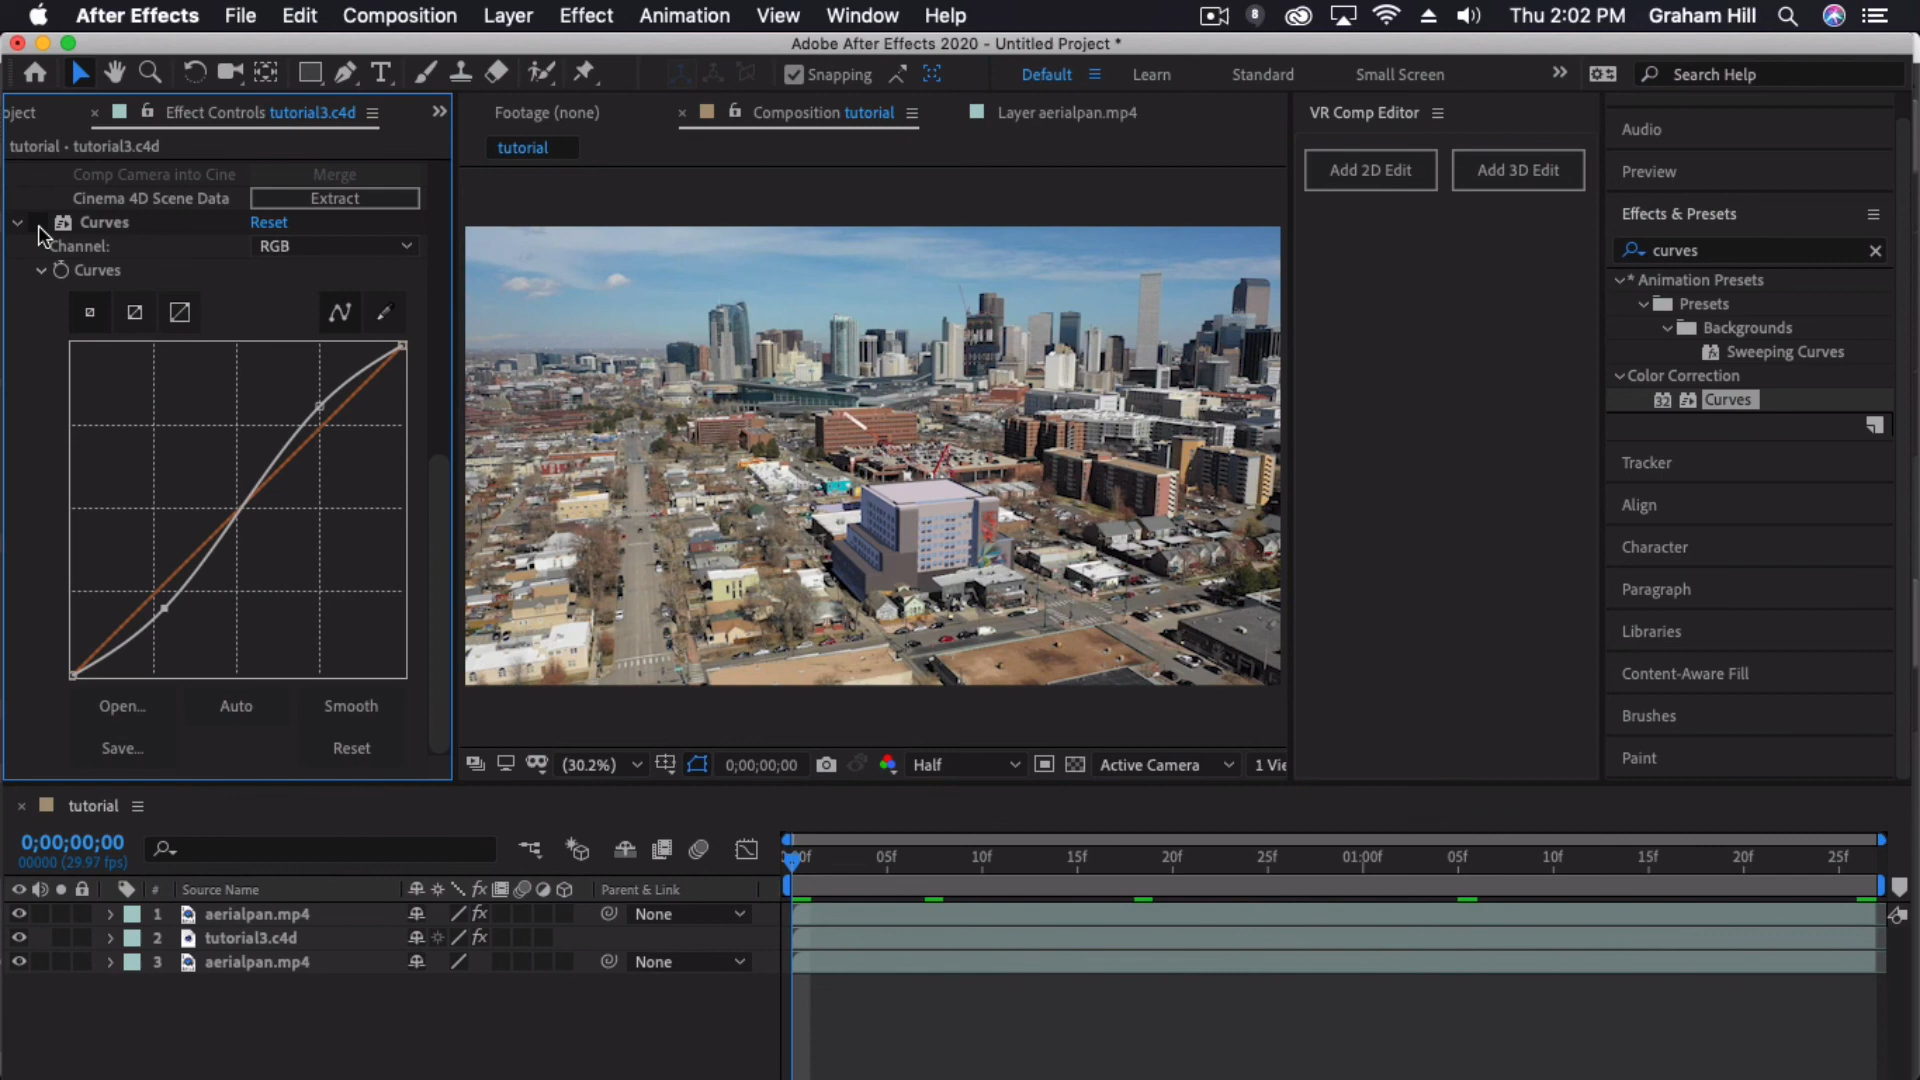 After Effects File Edit Composition Layer Effect Animation View Window Help 8 Thu 2:02 PM Graham Hill
Adobe After Effects 2020 - Untitled Project *
Snapping Default Learn Standard Small Screen Search Help
oject Effect Controls tutorial3.c4d
tutorial • tutorial3.c4d
Comp Camera into Cine Merge
Cinema 4D Scene Data Extract
Curves Reset
Channel: RGB
Curves
Open... Auto Smooth
Save... Reset
Footage (none) Composition tutorial Layer aerialpan.mp4
tutorial
(30.2%) 0;00;00;00 Half Active Camera 1 Vie
VR Comp Editor
Add 2D Edit Add 3D Edit
Audio
Preview
Effects & Presets
curves
* Animation Presets
Presets
Backgrounds
Sweeping Curves
Color Correction
32 Curves
Tracker
Align
Character
Paragraph
Libraries
Content-Aware Fill
Brushes
Paint
tutorial
0;00;00;00
00000 (29.97 fps)
:00f 05f 10f 15f 20f 25f 01:00f 05f 10f 15f 20f 25f
# Source Name fx Parent & Link
1 aerialpan.mp4 fx None
2 tutorial3.c4d fx
3 aerialpan.mp4 None